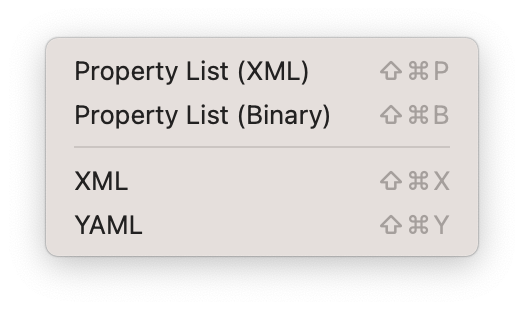 Property List (XML) ⇧⌘P
Property List (Binary) ⇧⌘B
XML ⇧⌘X
YAML ⇧⌘Y